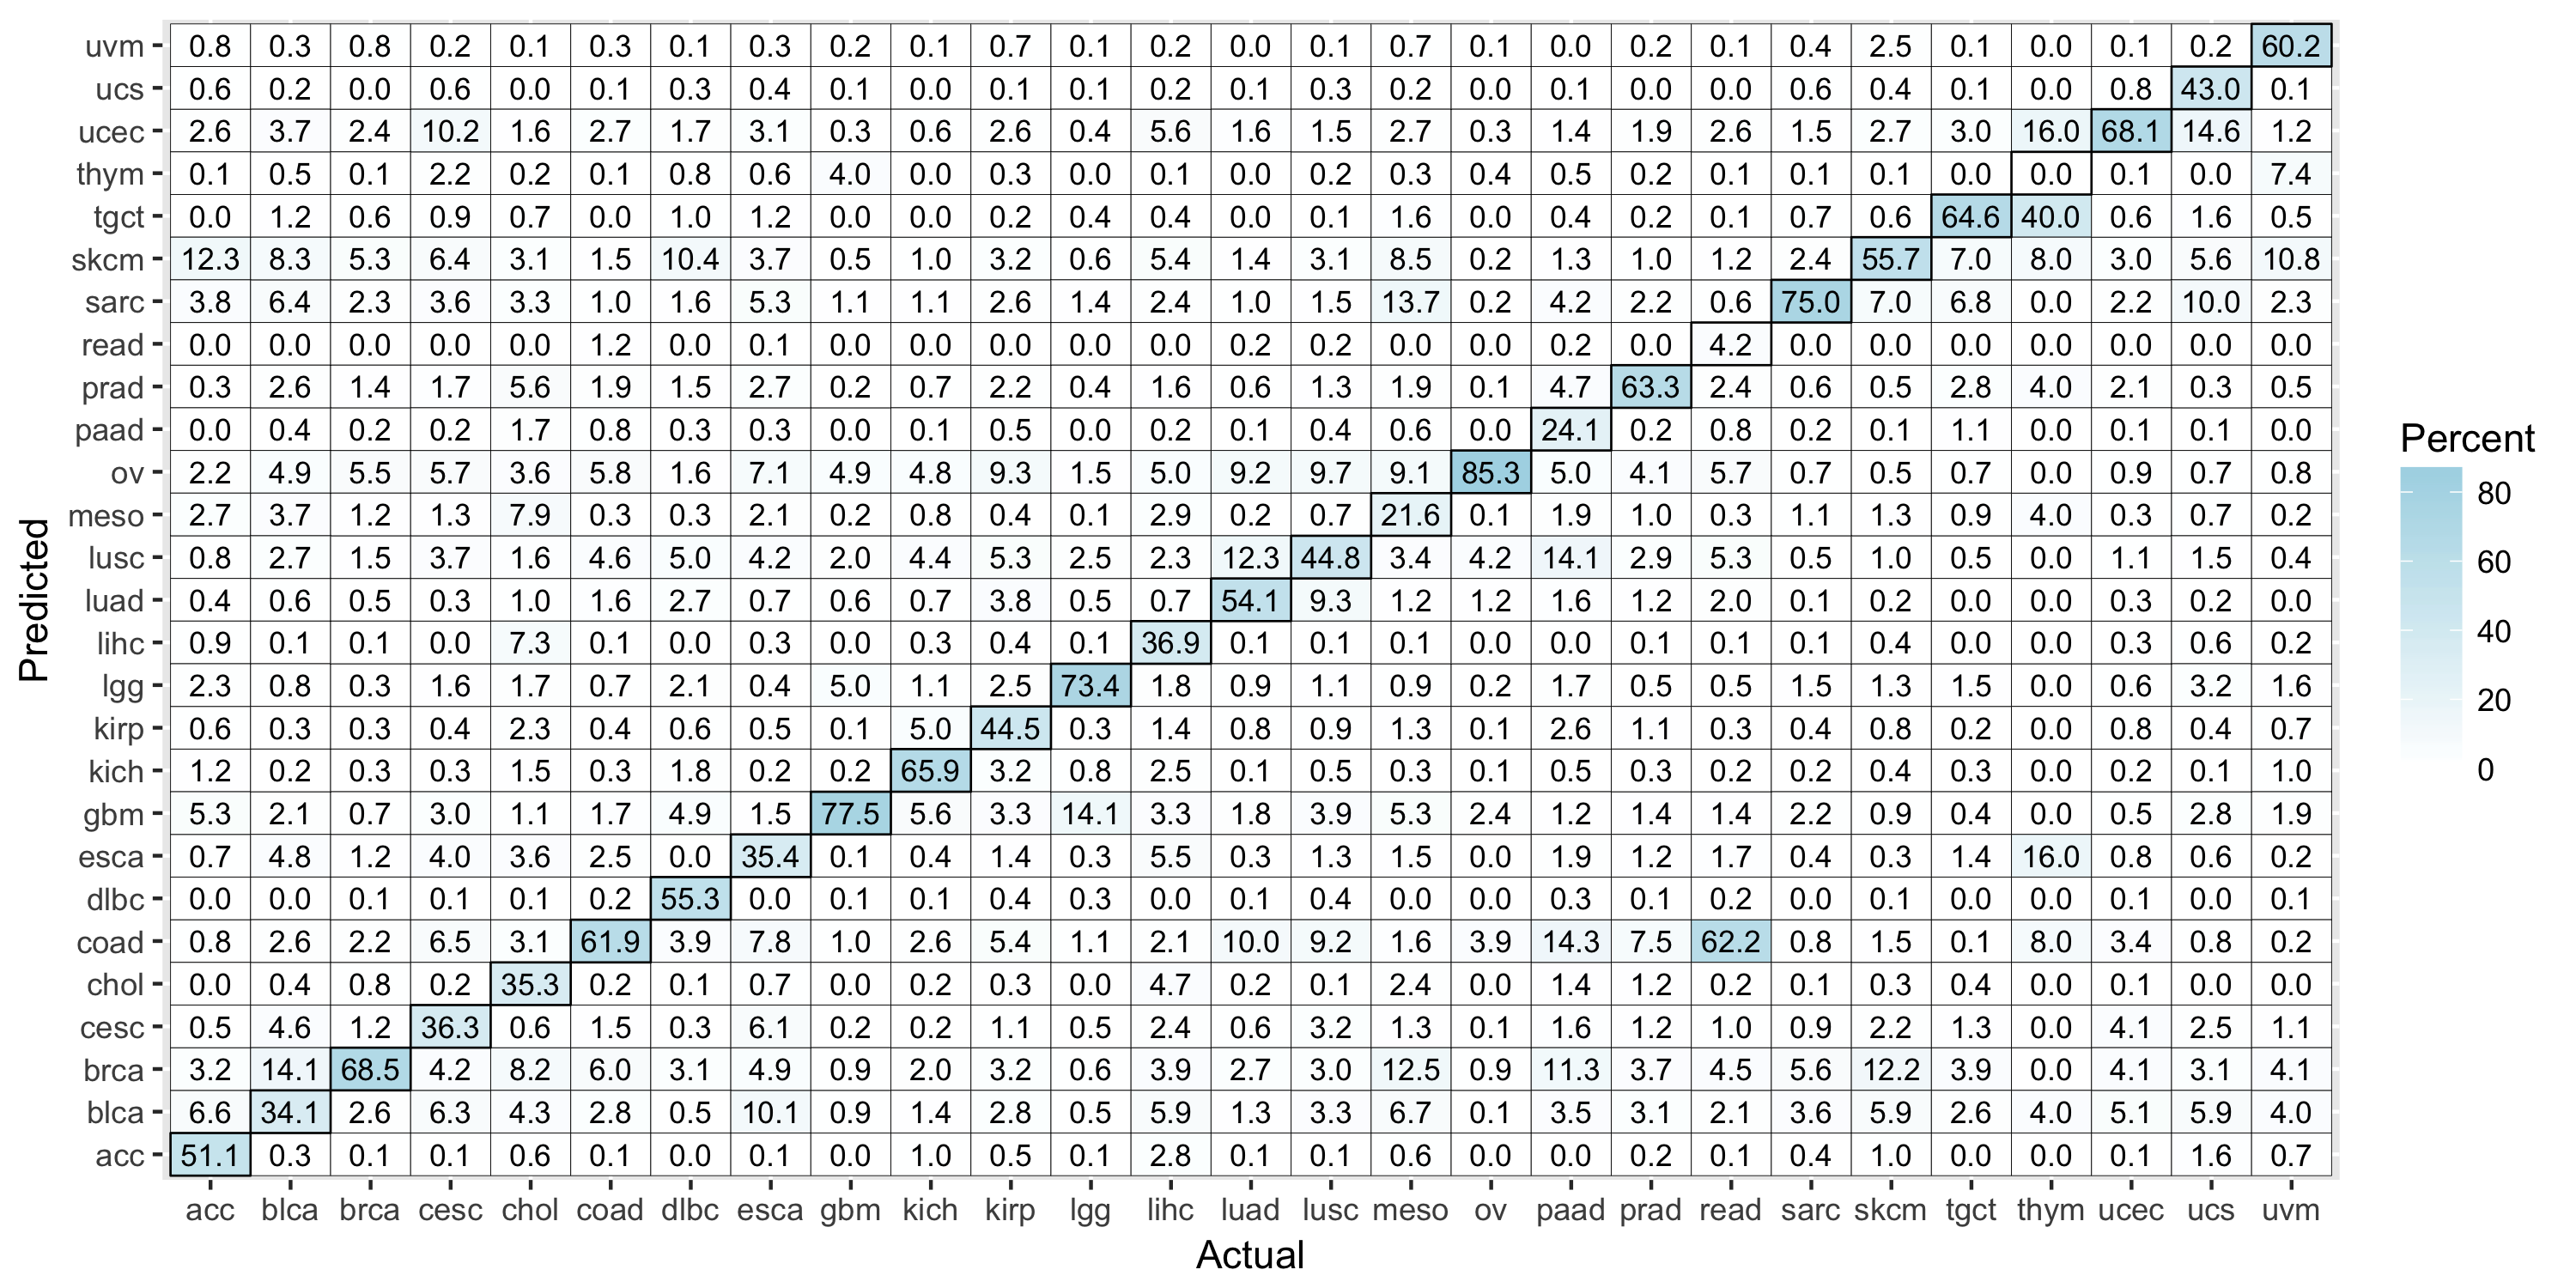 uvm 0.8 0.3 0.8 0.2 0.1 0.3 0.1 0.3 0.2 0.1 0.7 0.1 0.2 0.0 0.1 0.7 0.1 0.0 0.2 0.1 0.4 2.5 0.1 0.0 0.1 0.2 60.2
ucs 0.6 0.2 0.0 0.6 0.0 0.1 0.3 0.4 0.1 0.0 0.1 0.1 0.2 0.1 0.3 0.2 0.0 0.1 0.0 0.0 0.6 0.4 0.1 0.0 0.8 43.0 0.1
ucec 2.6 3.7 2.4 10.2 1.6 2.7 1.7 3.1 0.3 0.6 2.6 0.4 5.6 1.6 1.5 2.7 0.3 1.4 1.9 2.6 1.5 2.7 3.0 16.0 68.1 14.6 1.2
thym 0.1 0.5 0.1 2.2 0.2 0.1 0.8 0.6 4.0 0.0 0.3 0.0 0.1 0.0 0.2 0.3 0.4 0.5 0.2 0.1 0.1 0.1 0.0 0.0 0.1 0.0 7.4
tgct 0.0 1.2 0.6 0.9 0.7 0.0 1.0 1.2 0.0 0.0 0.2 0.4 0.4 0.0 0.1 1.6 0.0 0.4 0.2 0.1 0.7 0.6 64.6 40.0 0.6 1.6 0.5
skcm 12.3 8.3 5.3 6.4 3.1 1.5 10.4 3.7 0.5 1.0 3.2 0.6 5.4 1.4 3.1 8.5 0.2 1.3 1.0 1.2 2.4 55.7 7.0 8.0 3.0 5.6 10.8
sarc 3.8 6.4 2.3 3.6 3.3 1.0 1.6 5.3 1.1 1.1 2.6 1.4 2.4 1.0 1.5 13.7 0.2 4.2 2.2 0.6 75.0 7.0 6.8 0.0 2.2 10.0 2.3
read 0.0 0.0 0.0 0.0 0.0 1.2 0.0 0.1 0.0 0.0 0.0 0.0 0.0 0.2 0.2 0.0 0.0 0.2 0.0 4.2 0.0 0.0 0.0 0.0 0.0 0.0 0.0
prad 0.3 2.6 1.4 1.7 5.6 1.9 1.5 2.7 0.2 0.7 2.2 0.4 1.6 0.6 1.3 1.9 0.1 4.7 63.3 2.4 0.6 0.5 2.8 4.0 2.1 0.3 0.5
paad 0.0 0.4 0.2 0.2 1.7 0.8 0.3 0.3 0.0 0.1 0.5 0.0 0.2 0.1 0.4 0.6 0.0 24.1 0.2 0.8 0.2 0.1 1.1 0.0 0.1 0.1 0.0
ov 2.2 4.9 5.5 5.7 3.6 5.8 1.6 7.1 4.9 4.8 9.3 1.5 5.0 9.2 9.7 9.1 85.3 5.0 4.1 5.7 0.7 0.5 0.7 0.0 0.9 0.7 0.8
meso 2.7 3.7 1.2 1.3 7.9 0.3 0.3 2.1 0.2 0.8 0.4 0.1 2.9 0.2 0.7 21.6 0.1 1.9 1.0 0.3 1.1 1.3 0.9 4.0 0.3 0.7 0.2
lusc 0.8 2.7 1.5 3.7 1.6 4.6 5.0 4.2 2.0 4.4 5.3 2.5 2.3 12.3 44.8 3.4 4.2 14.1 2.9 5.3 0.5 1.0 0.5 0.0 1.1 1.5 0.4
luad 0.4 0.6 0.5 0.3 1.0 1.6 2.7 0.7 0.6 0.7 3.8 0.5 0.7 54.1 9.3 1.2 1.2 1.6 1.2 2.0 0.1 0.2 0.0 0.0 0.3 0.2 0.0
lihc 0.9 0.1 0.1 0.0 7.3 0.1 0.0 0.3 0.0 0.3 0.4 0.1 36.9 0.1 0.1 0.1 0.0 0.0 0.1 0.1 0.1 0.4 0.0 0.0 0.3 0.6 0.2
lgg 2.3 0.8 0.3 1.6 1.7 0.7 2.1 0.4 5.0 1.1 2.5 73.4 1.8 0.9 1.1 0.9 0.2 1.7 0.5 0.5 1.5 1.3 1.5 0.0 0.6 3.2 1.6
kirp 0.6 0.3 0.3 0.4 2.3 0.4 0.6 0.5 0.1 5.0 44.5 0.3 1.4 0.8 0.9 1.3 0.1 2.6 1.1 0.3 0.4 0.8 0.2 0.0 0.8 0.4 0.7
kich 1.2 0.2 0.3 0.3 1.5 0.3 1.8 0.2 0.2 65.9 3.2 0.8 2.5 0.1 0.5 0.3 0.1 0.5 0.3 0.2 0.2 0.4 0.3 0.0 0.2 0.1 1.0
gbm 5.3 2.1 0.7 3.0 1.1 1.7 4.9 1.5 77.5 5.6 3.3 14.1 3.3 1.8 3.9 5.3 2.4 1.2 1.4 1.4 2.2 0.9 0.4 0.0 0.5 2.8 1.9
esca 0.7 4.8 1.2 4.0 3.6 2.5 0.0 35.4 0.1 0.4 1.4 0.3 5.5 0.3 1.3 1.5 0.0 1.9 1.2 1.7 0.4 0.3 1.4 16.0 0.8 0.6 0.2
dlbc 0.0 0.0 0.1 0.1 0.1 0.2 55.3 0.0 0.1 0.1 0.4 0.3 0.0 0.1 0.4 0.0 0.0 0.3 0.1 0.2 0.0 0.1 0.0 0.0 0.1 0.0 0.1
coad 0.8 2.6 2.2 6.5 3.1 61.9 3.9 7.8 1.0 2.6 5.4 1.1 2.1 10.0 9.2 1.6 3.9 14.3 7.5 62.2 0.8 1.5 0.1 8.0 3.4 0.8 0.2
chol 0.0 0.4 0.8 0.2 35.3 0.2 0.1 0.7 0.0 0.2 0.3 0.0 4.7 0.2 0.1 2.4 0.0 1.4 1.2 0.2 0.1 0.3 0.4 0.0 0.1 0.0 0.0
cesc 0.5 4.6 1.2 36.3 0.6 1.5 0.3 6.1 0.2 0.2 1.1 0.5 2.4 0.6 3.2 1.3 0.1 1.6 1.2 1.0 0.9 2.2 1.3 0.0 4.1 2.5 1.1
brca 3.2 14.1 68.5 4.2 8.2 6.0 3.1 4.9 0.9 2.0 3.2 0.6 3.9 2.7 3.0 12.5 0.9 11.3 3.7 4.5 5.6 12.2 3.9 0.0 4.1 3.1 4.1
blca 6.6 34.1 2.6 6.3 4.3 2.8 0.5 10.1 0.9 1.4 2.8 0.5 5.9 1.3 3.3 6.7 0.1 3.5 3.1 2.1 3.6 5.9 2.6 4.0 5.1 5.9 4.0
acc 51.1 0.3 0.1 0.1 0.6 0.1 0.0 0.1 0.0 1.0 0.5 0.1 2.8 0.1 0.1 0.6 0.0 0.0 0.2 0.1 0.4 1.0 0.0 0.0 0.1 1.6 0.7
acc blca brca cesc chol coad dlbc esca gbm kich kirp lgg lihc luad lusc meso ov paad prad read sarc skcm tgct thym ucec ucs uvm
Actual
Predicted
Percent
80
60
40
20
0